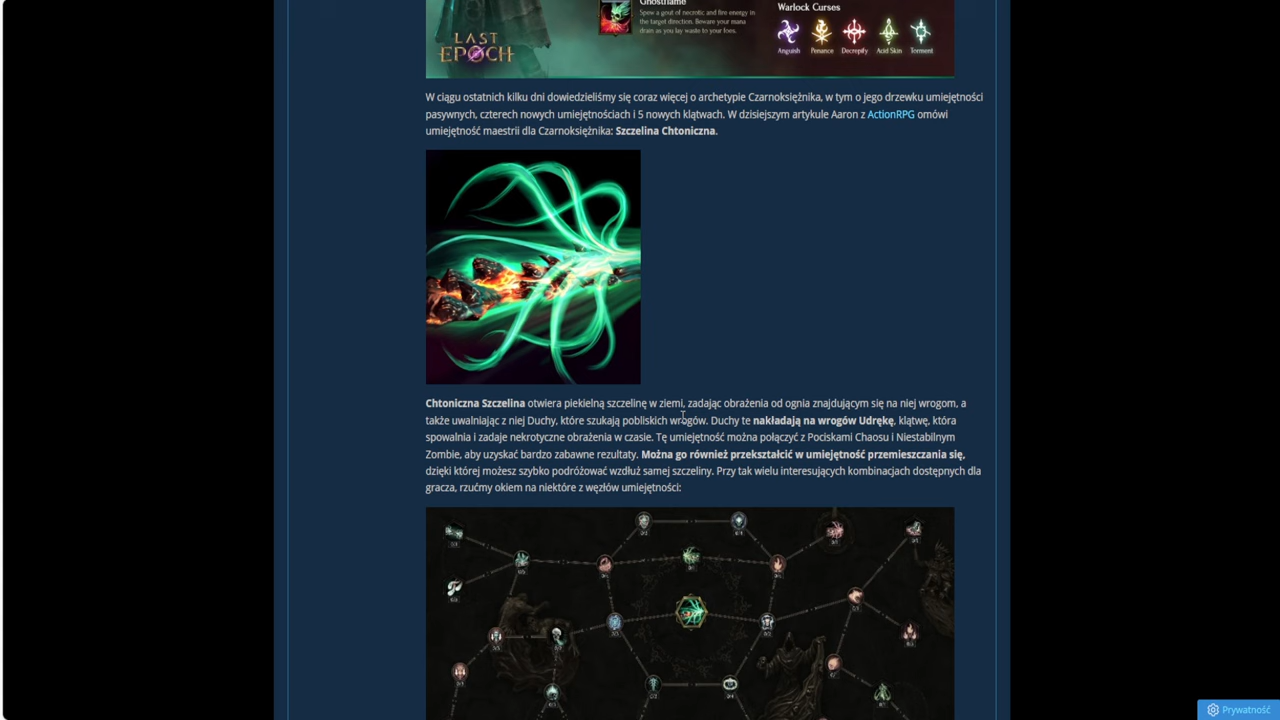 Ghostflame
Spew a gout of necrotic and fire energy in
the target direction. Beware your mana
drain as you lay waste to your foes.
Warlock Curses
Anguish Penance Decrepify Acid Skin Torment
LAST
EPOCH
W ciągu ostatnich kilku dni dowiedzieliśmy się coraz więcej o archetypie Czarnoksiężnika, w tym o jego drzewku umiejętności
pasywnych, czterech nowych umiejętnościach i 5 nowych klątwach. W dzisiejszym artykule Aaron z ActionRPG omówi
umiejętność maestrii dla Czarnoksiężnika: Szczelina Chtoniczna.
Chtoniczna Szczelina otwiera piekielną szczelinę w ziemi, zadając obrażenia od ognia znajdującym się na niej wrogom, a
także uwalniając z niej Duchy, które szukają pobliskich wrogów. Duchy te nakładają na wrogów Udrękę, klątwę, która
spowalnia i zadaje nekrotyczne obrażenia w czasie. Tę umiejętność można połączyć z Pociskami Chaosu i Niestabilnym
Zombie, aby uzyskać bardzo zabawne rezultaty. Można go również przekształcić w umiejętność przemieszczania się,
dzięki której możesz szybko podróżować wzdłuż samej szczeliny. Przy tak wielu interesujących kombinacjach dostępnych dla
gracza, rzućmy okiem na niektóre z węzłów umiejętności:
Prywatność